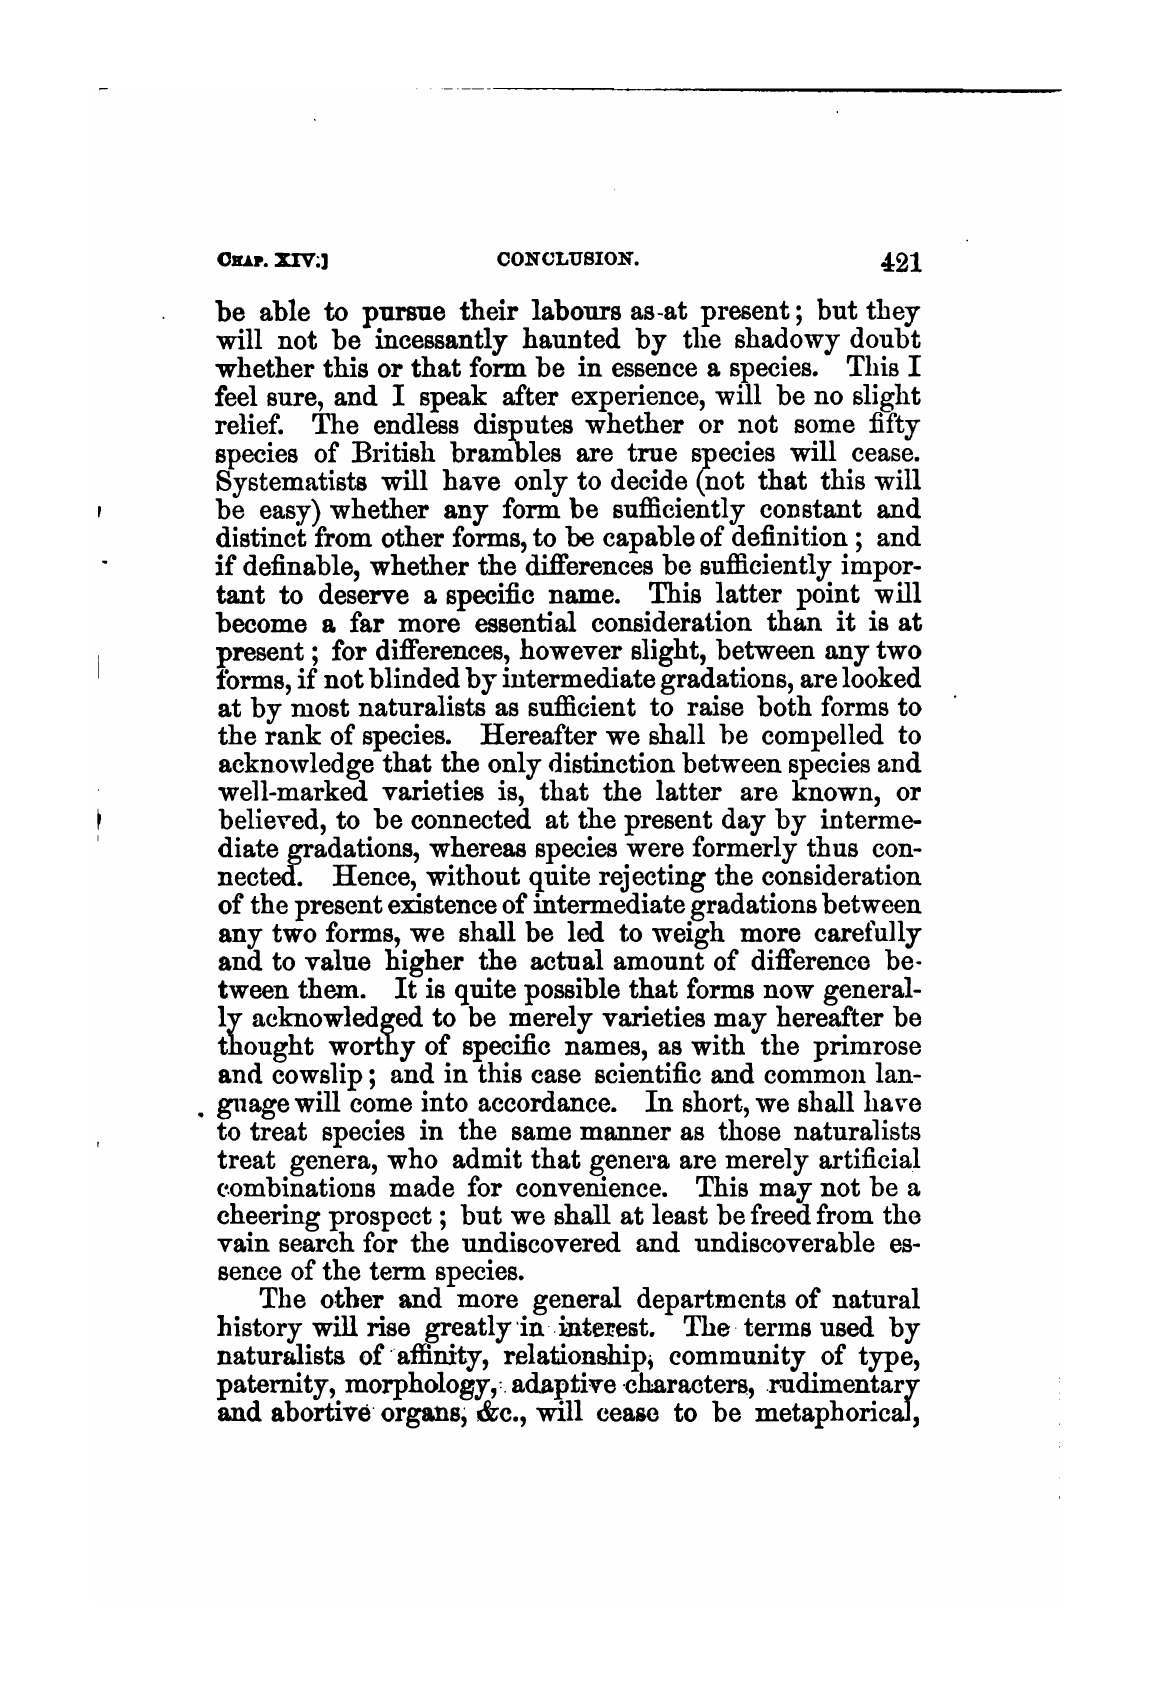 CHAP. XIV.] CONCLUSION. 421
be able to pursue their labours as at present; but they
will not be incessantly haunted by the shadowy doubt
whether this or that form be in essence a species. This I
feel sure, and I speak after experience, will be no slight
relief. The endless disputes whether or not some fifty
species of British brambles are true species will cease.
Systematists will have only to decide (not that this will
be easy) whether any form be sufficiently constant and
distinct from other forms, to be capable of definition; and
if definable, whether the differences be sufficiently impor-
tant to deserve a specific name. This latter point will
become a far more essential consideration than it is at
present; for differences, however slight, between any two
forms, if not blinded by intermediate gradations, are looked
at by most naturalists as sufficient to raise both forms to
the rank of species. Hereafter we shall be compelled to
acknowledge that the only distinction between species and
well-marked varieties is, that the latter are known, or
believed, to be connected at the present day by interme-
diate gradations, whereas species were formerly thus con-
nected. Hence, without quite rejecting the consideration
of the present existence of intermediate gradations between
any two forms, we shall be led to weigh more carefully
and to value higher the actual amount of difference be-
tween them. It is quite possible that forms now general-
ly acknowledged to be merely varieties may hereafter be
thought worthy of specific names, as with the primrose
and cowslip; and in this case scientific and common lan-
guage will come into accordance. In short, we shall have
to treat species in the same manner as those naturalists
treat genera, who admit that genera are merely artificial
combinations made for convenience. This may not be a
cheering prospect; but we shall at least be freed from the
vain search for the undiscovered and undiscoverable es-
sence of the term species.
The other and more general departments of natural
history will rise greatly in interest. The terms used by
naturalists of affinity, relationship, community of type,
paternity, morphology, adaptive characters, rudimentary
and abortive organs, &c., will cease to be metaphorical,